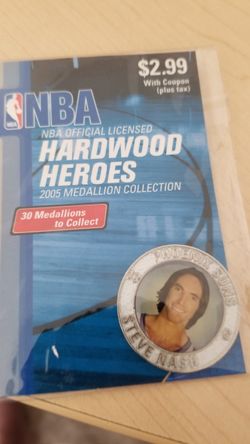 $2.99
With Coupon
(plus tax)
NBA
NBA OFFICIAL LICENSED
HARDWOOD
HEROES
2005 MEDALLION COLLECTION
30 Medallions
to Collect
PHOENIX SUNS
STEVE NASH